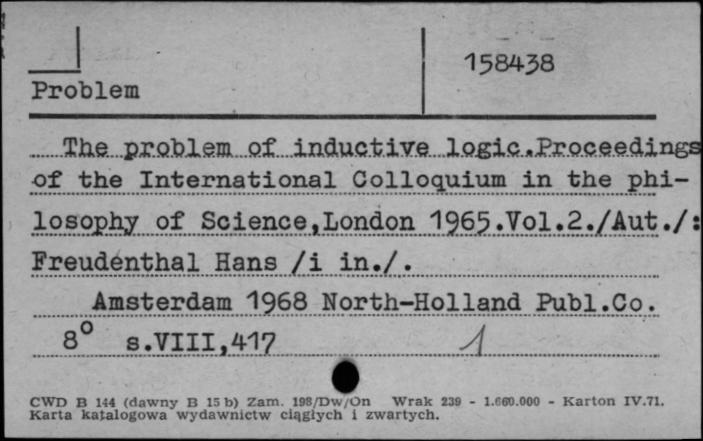 158438
Problem
The problem of inductive logic.Proceedings
of the International Colloquium in the phi-
losophy of Science,London 1965.Vol.2./Aut./:
Freudénthal Hans /i in./.
Amsterdam 1968 North-Holland Publ.Co.
8° s.VIII,417 1
CWD B 144 (dawny B 15 b) Zam. 198/Dw/On Wrak 239 - 1.660.000 - Karton IV.71.
Karta katalogowa wydawnictw ciągłych i zwartych.